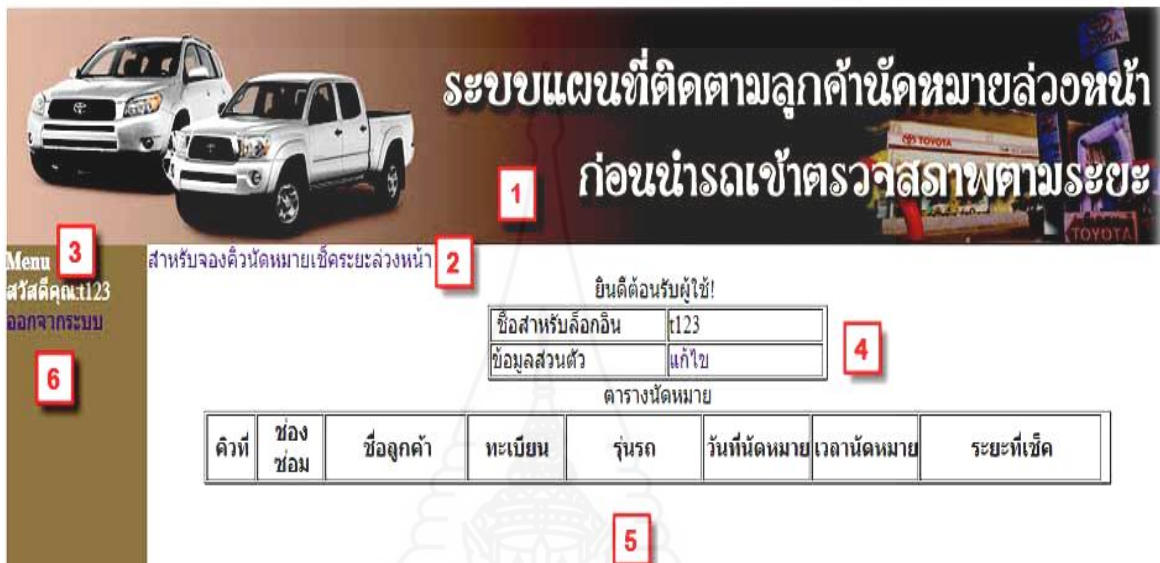 ระบบแผนที่ติดตามลูกค้านัดหมายล่วงหน้า
TOYOTA
TOYOTA
ก่อนนำรถเข้าตรวจสภาพตามระยะ
1
TOYOTA
Menu
3
สำหรับจองคิวนัดหมายเช็คระยะล่วงหน้า
2
สวัสดีคุณ:t123
ออกจากระบบ
6
ยินดีต้อนรับผู้ใช้!
ชื่อสำหรับล็อกอิน t123
ข้อมูลส่วนตัว แก้ไข
4
ตารางนัดหมาย
คิวที่ ช่องซ่อม ชื่อลูกค้า ทะเบียน รุ่นรถ วันที่นัดหมาย เวลานัดหมาย ระยะที่เช็ค
5